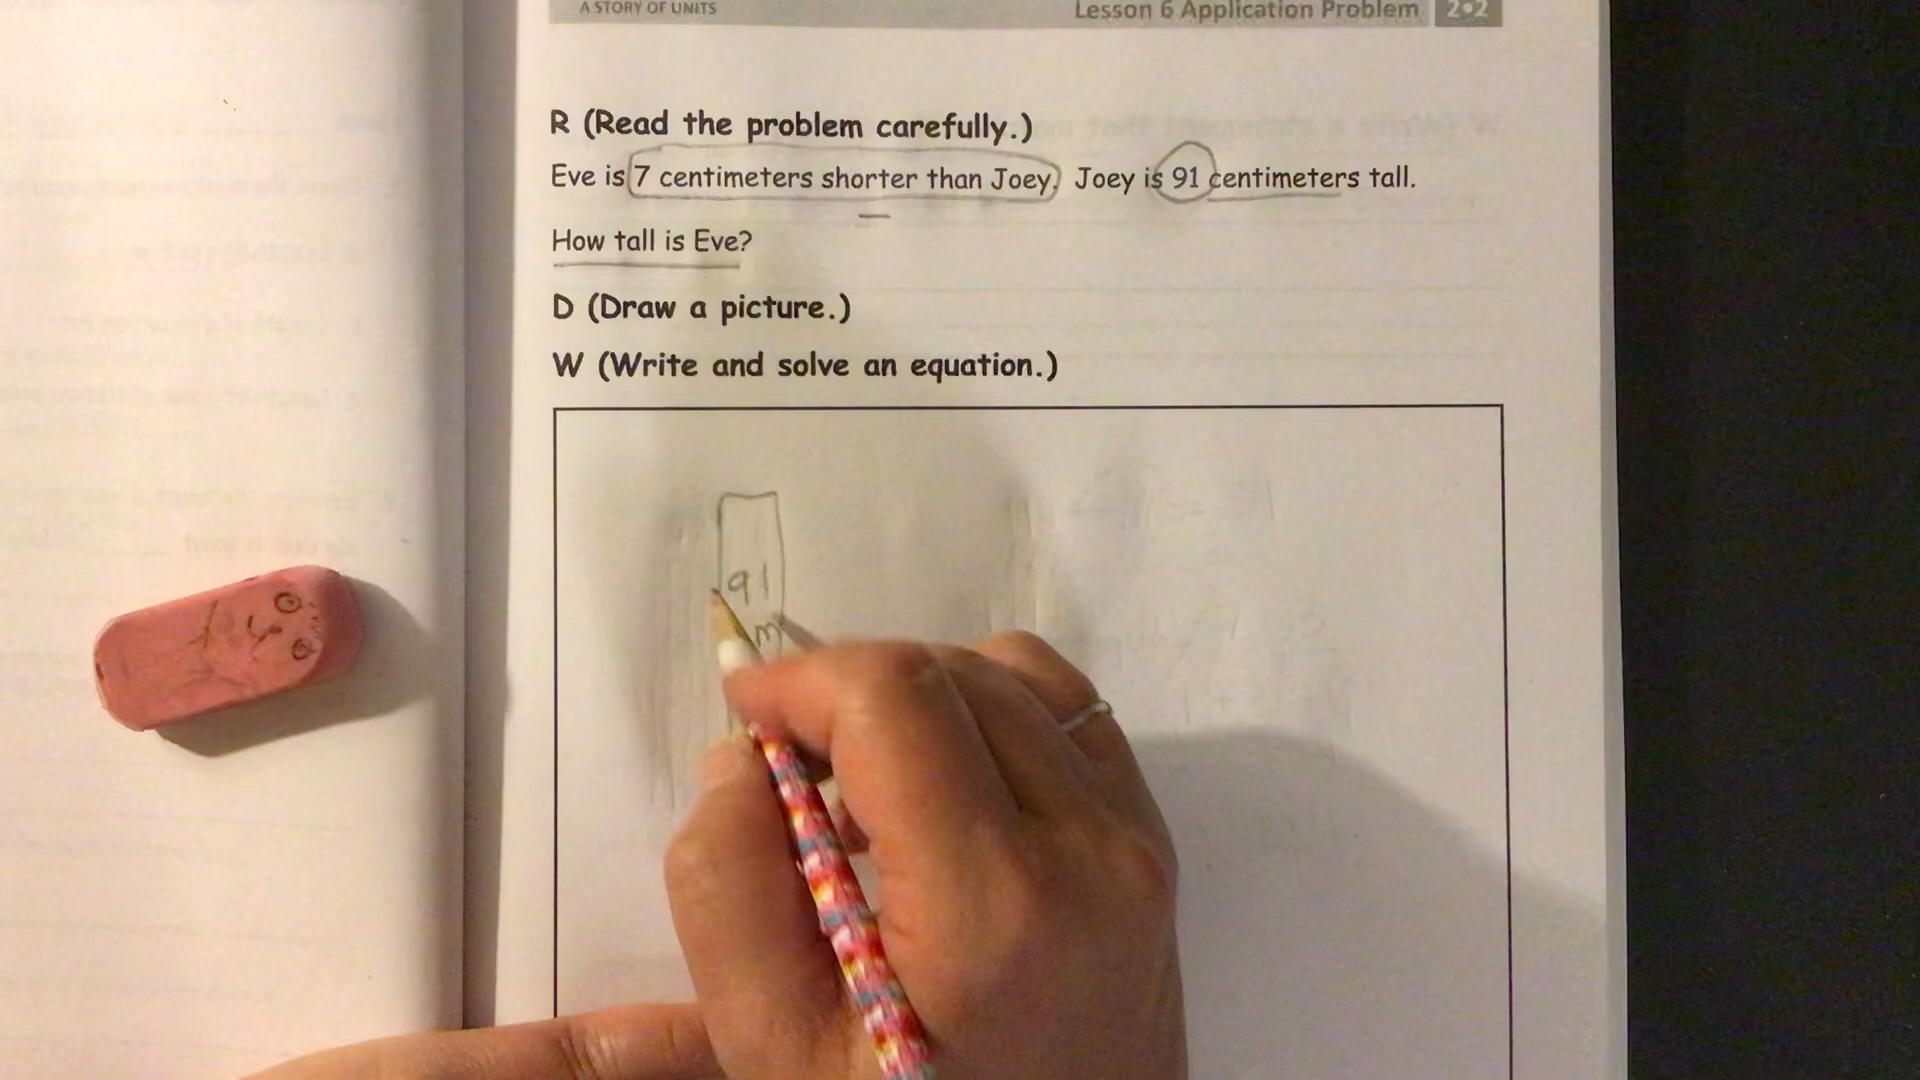 A STORY OF UNITS
Lesson 6 Application Problem 2•2
R (Read the problem carefully.)
Eve is 7 centimeters shorter than Joey. Joey is 91 centimeters tall.
How tall is Eve?
D (Draw a picture.)
W (Write and solve an equation.)
91